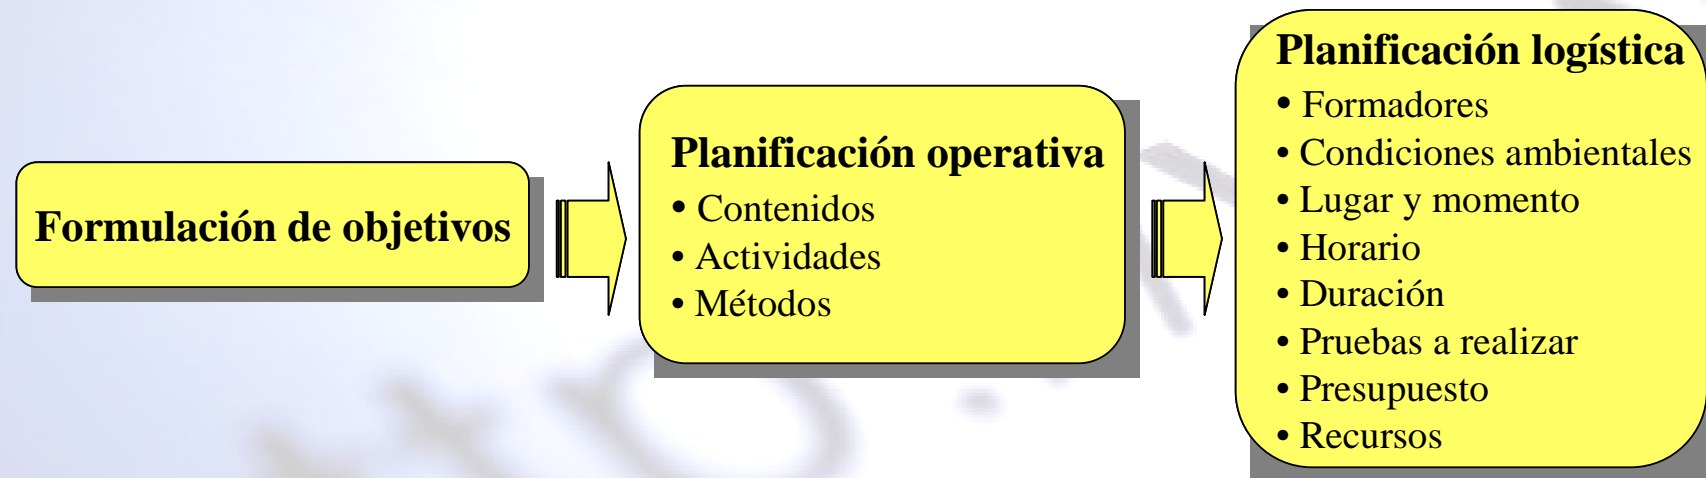 Formulación de objetivos
Planificación operativa
• Contenidos
• Actividades
• Métodos
Planificación logística
• Formadores
• Condiciones ambientales
• Lugar y momento
• Horario
• Duración
• Pruebas a realizar
• Presupuesto
• Recursos